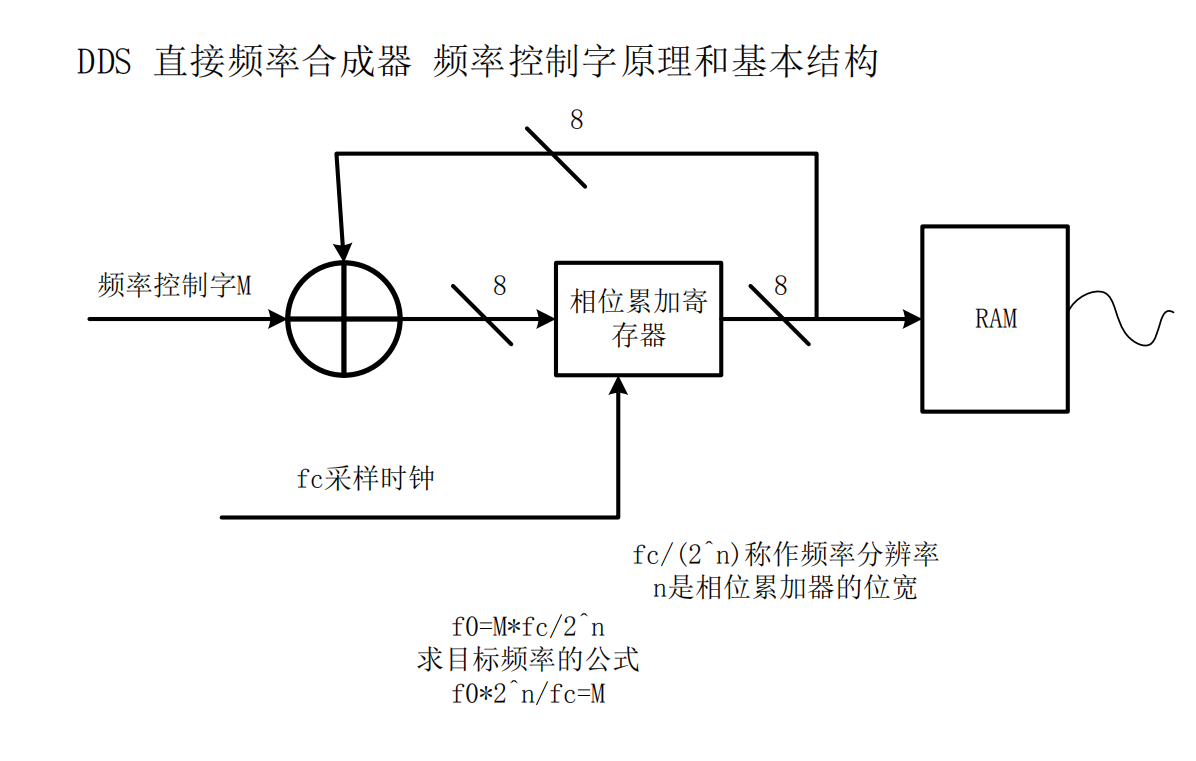 DDS 直接频率合成器 频率控制字原理和基本结构
8
频率控制字M
8
相位累加寄
存器
8
RAM
fc采样时钟
fc/(2^n)称作频率分辨率
n是相位累加器的位宽
f0=M*fc/2^n
求目标频率的公式
f0*2^n/fc=M